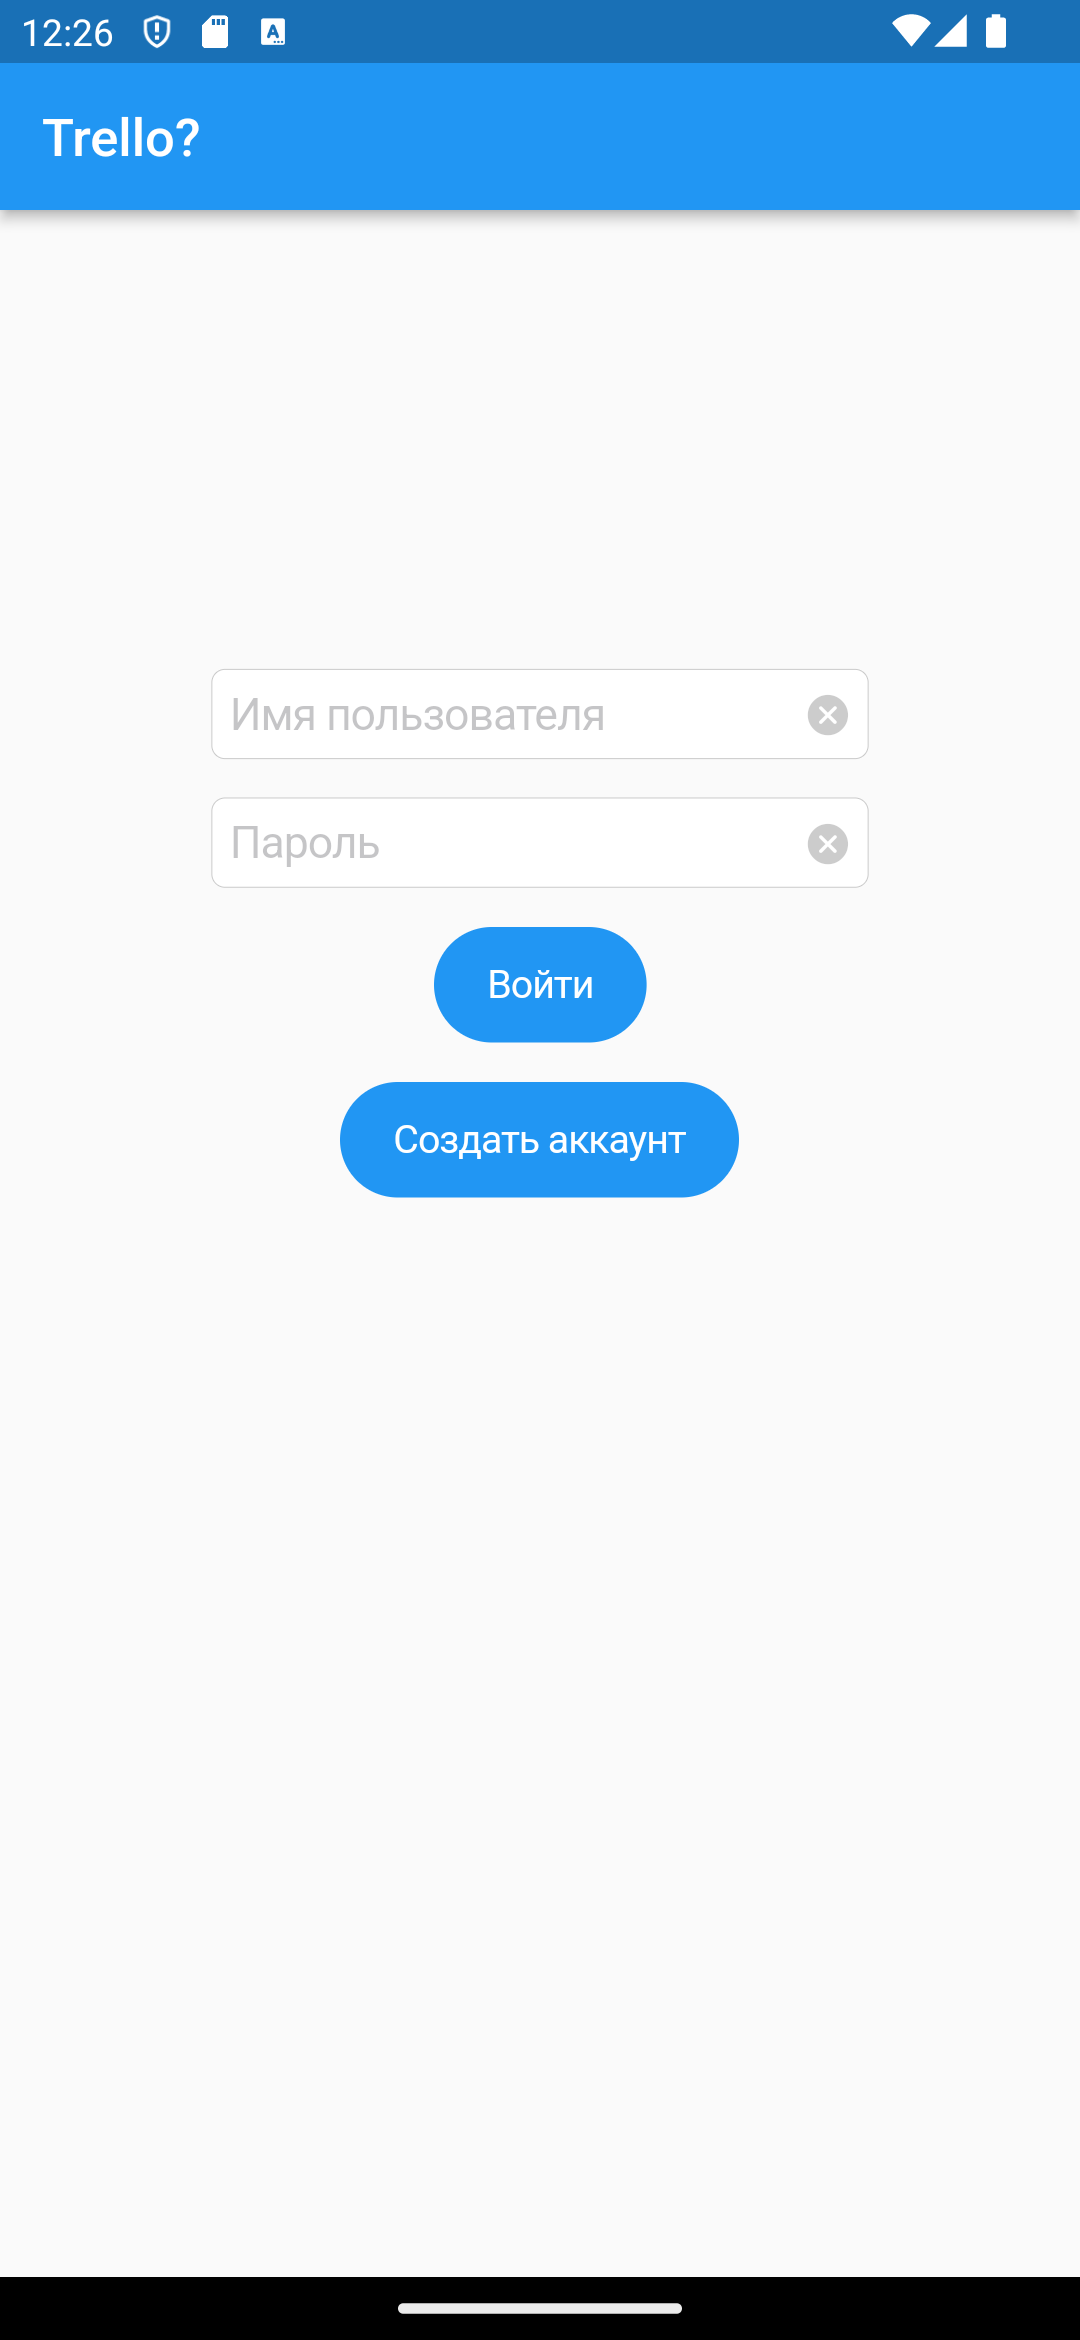 12:26
Trello?
Имя пользователя
Пароль
Войти
Создать аккаунт